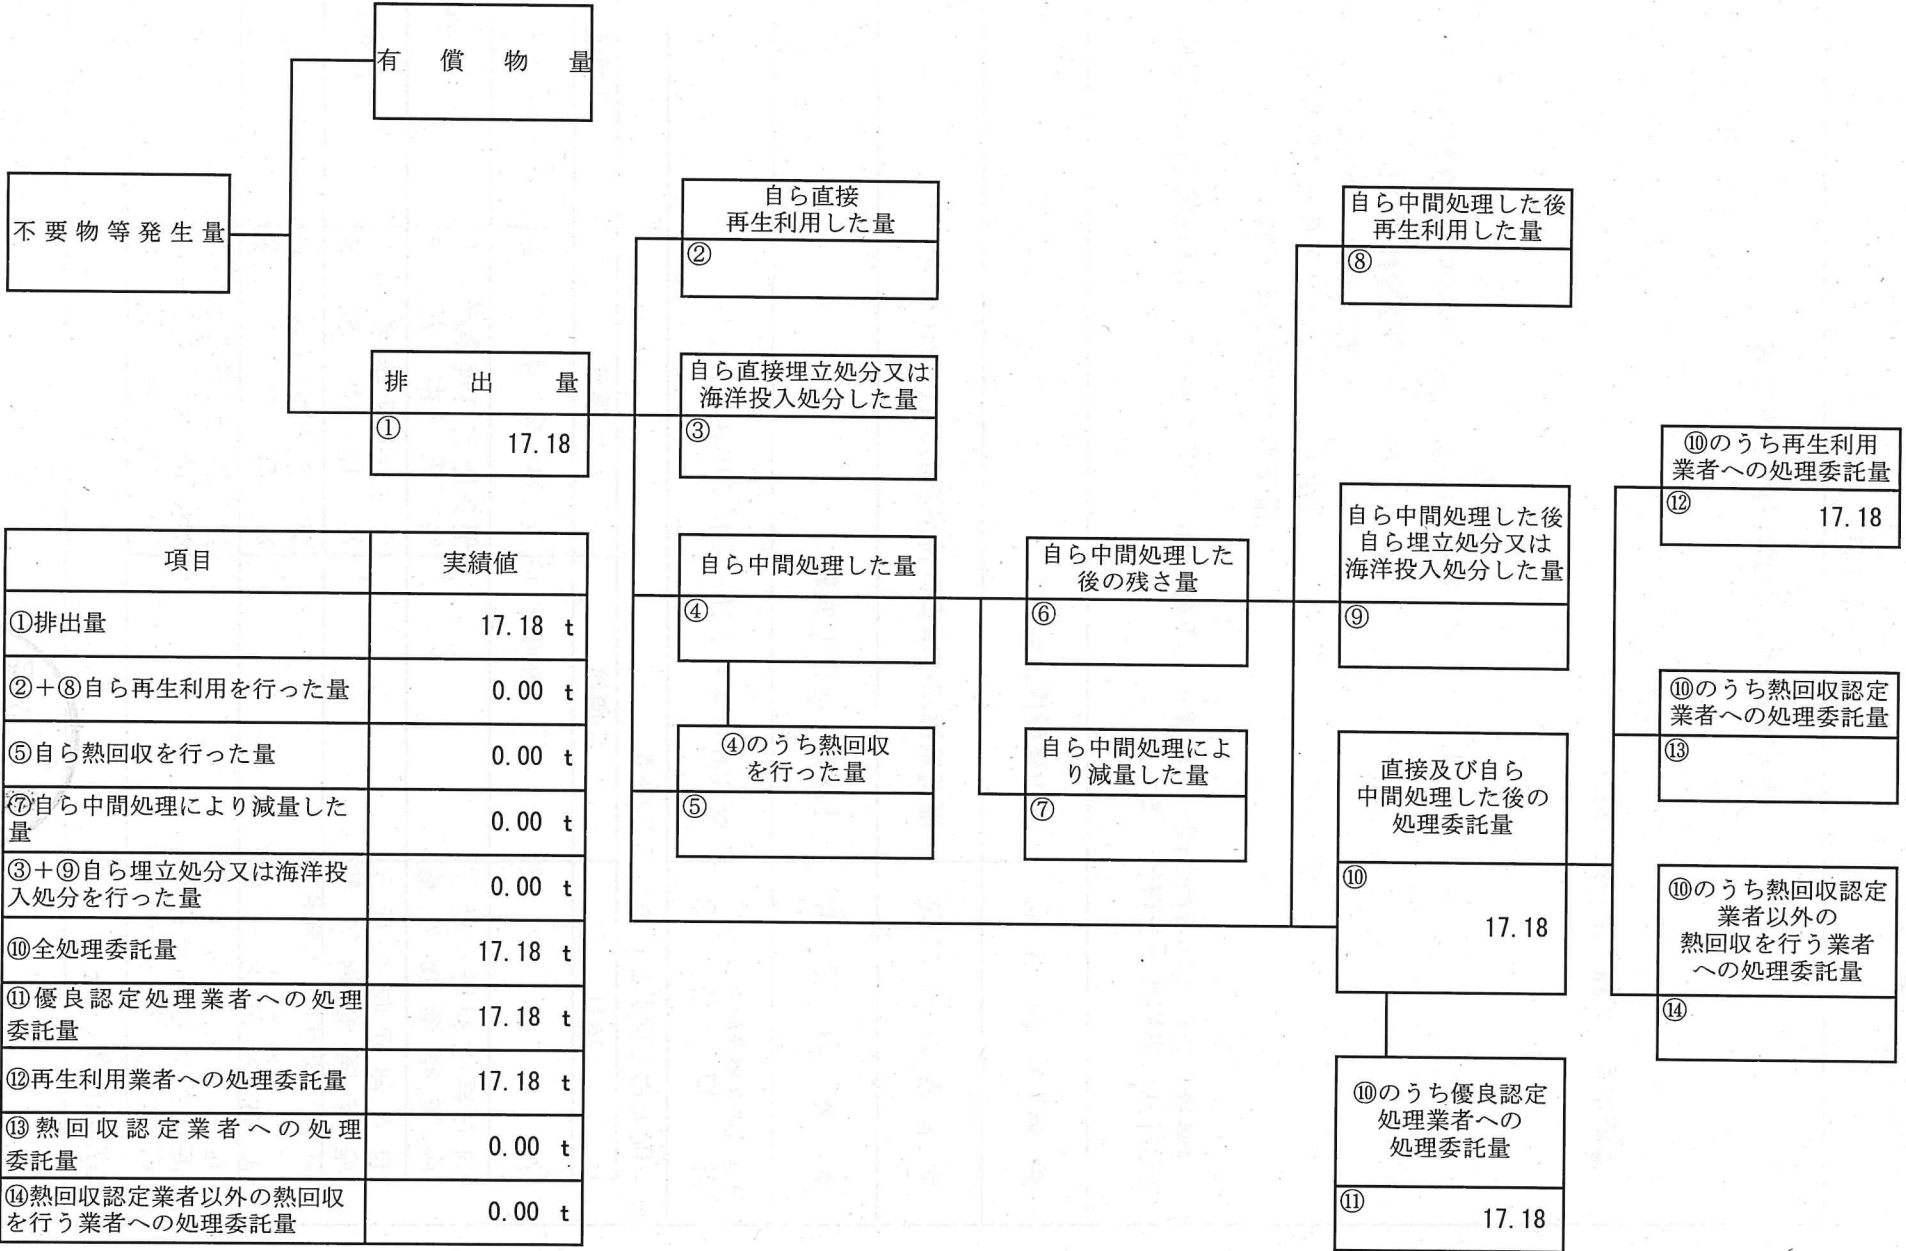 有償物量
不要物等発生量
排出量
①
17.18
自ら直接
再生利用した量
②
自ら直接埋立処分又は
海洋投入処分した量
③
自ら中間処理した量
④
④のうち熱回収
を行った量
⑤
自ら中間処理した
後の残さ量
⑥
自ら中間処理によ
り減量した量
⑦
自ら中間処理した後
再生利用した量
⑧
自ら中間処理した後
自ら埋立処分又は
海洋投入処分した量
⑨
直接及び自ら
中間処理した後の
処理委託量
⑩
17.18
⑩のうち優良認定
処理業者への
処理委託量
⑪
17.18
⑩のうち再生利用
業者への処理委託量
⑫
17.18
⑩のうち熱回収認定
業者への処理委託量
⑬
⑩のうち熱回収認定
業者以外の
熱回収を行う業者
への処理委託量
⑭
項目 実績値
①排出量 17.18 t
②+⑧自ら再生利用を行った量 0.00 t
⑤自ら熱回収を行った量 0.00 t
⑦自ら中間処理により減量した
量 0.00 t
③+⑨自ら埋立処分又は海洋投
入処分を行った量 0.00 t
⑩全処理委託量 17.18 t
⑪優良認定処理業者への処理
委託量 17.18 t
⑫再生利用業者への処理委託量 17.18 t
⑬熱回収認定業者への処理
委託量 0.00 t
⑭熱回収認定業者以外の熱回収
を行う業者への処理委託量 0.00 t